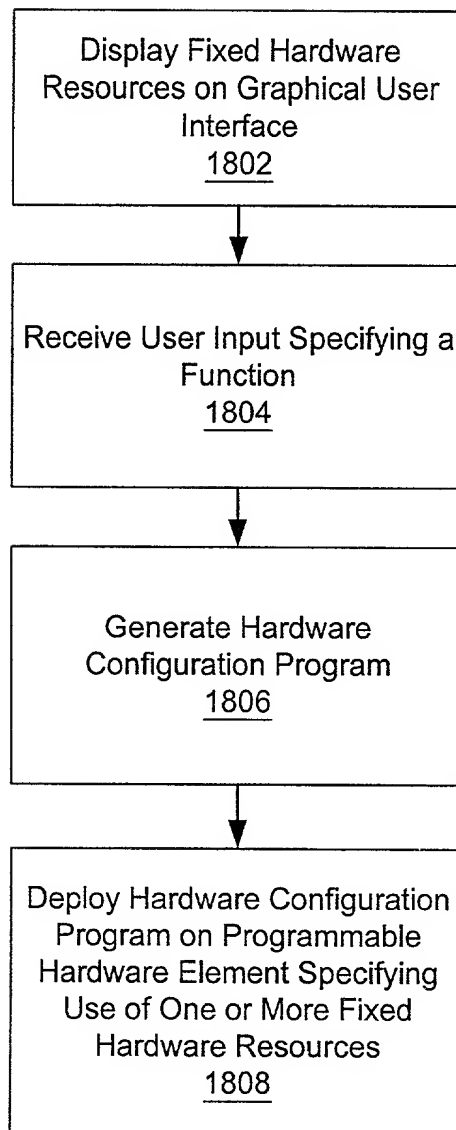 Display Fixed Hardware
Resources on Graphical User
Interface
1802
Receive User Input Specifying a
Function
1804
Generate Hardware
Configuration Program
1806
Deploy Hardware Configuration
Program on Programmable
Hardware Element Specifying
Use of One or More Fixed
Hardware Resources
1808